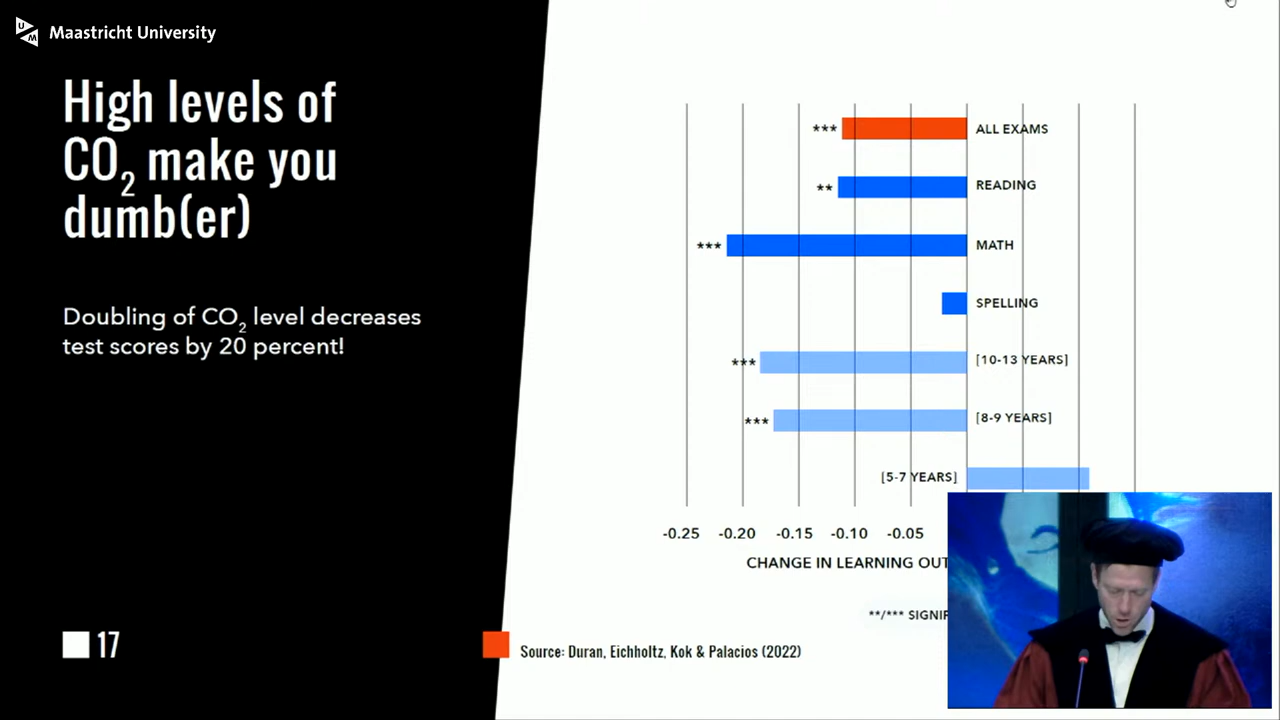 Maastricht University
High levels of
CO₂ make you
dumb(er)
Doubling of CO₂ level decreases
test scores by 20 percent!
17
*** ALL EXAMS
** READING
*** MATH
SPELLING
*** [10-13 YEARS]
*** [8-9 YEARS]
[5-7 YEARS]
-0.25 -0.20 -0.15 -0.10 -0.05
CHANGE IN LEARNING OUT
**/*** SIGNIF
Source: Duran, Eichholtz, Kok & Palacios (2022)